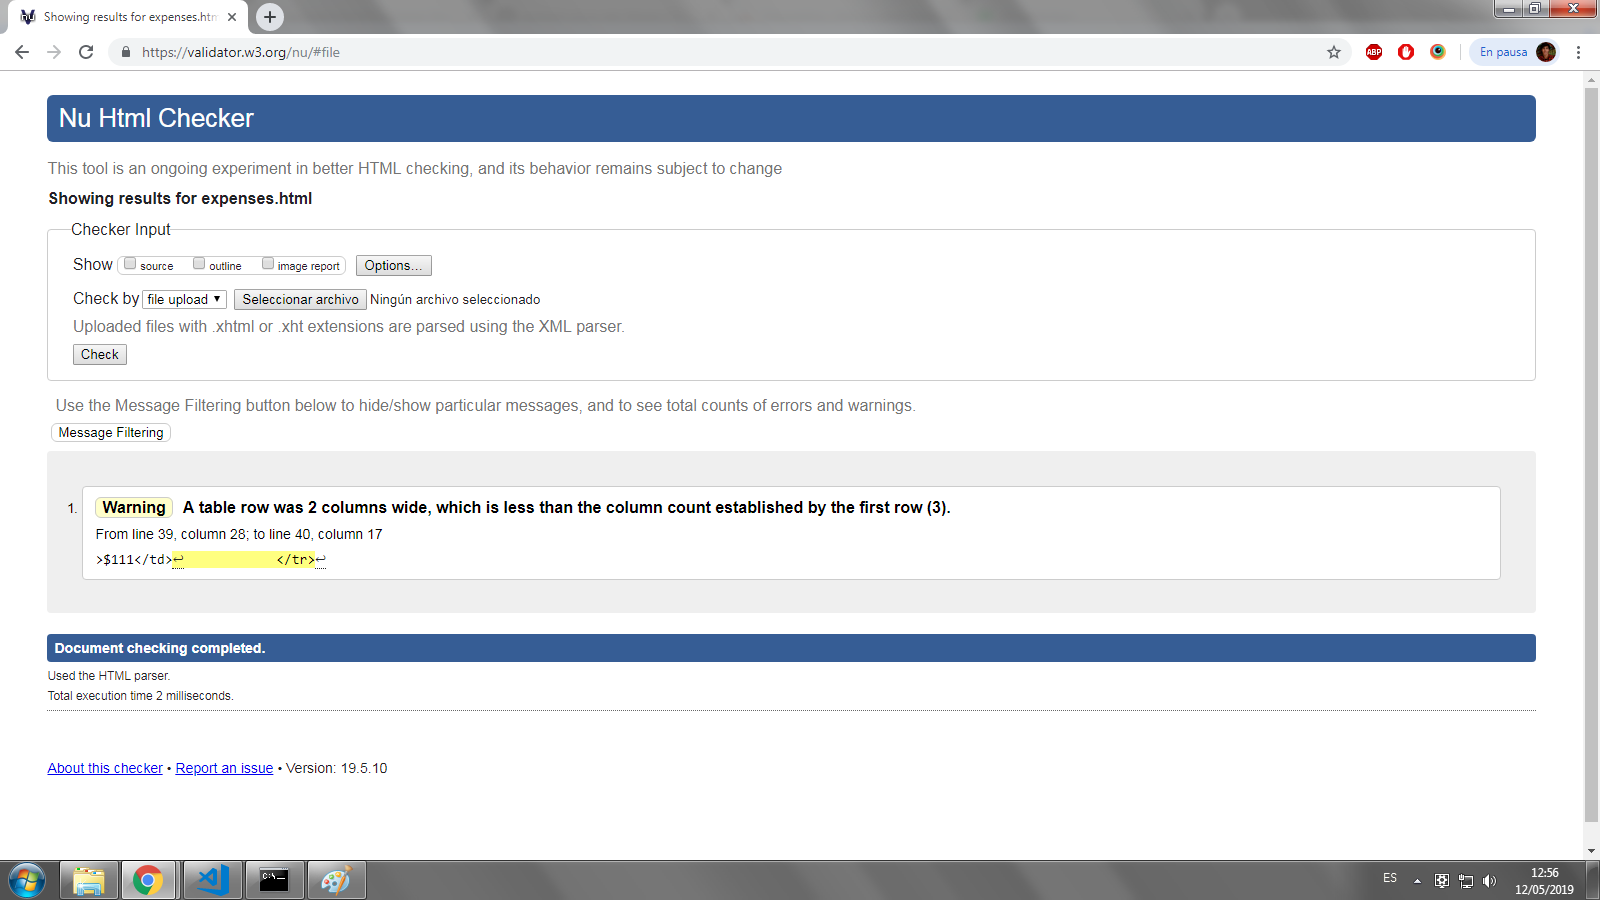 Showing results for expenses.htm
https://validator.w3.org/nu/#file
ABP
En pausa
Nu Html Checker
This tool is an ongoing experiment in better HTML checking, and its behavior remains subject to change
Showing results for expenses.html
Checker Input
Show source outline image report Options...
Check by file upload Seleccionar archivo Ningún archivo seleccionado
Uploaded files with .xhtml or .xht extensions are parsed using the XML parser.
Check
Use the Message Filtering button below to hide/show particular messages, and to see total counts of errors and warnings.
Message Filtering
1. Warning A table row was 2 columns wide, which is less than the column count established by the first row (3).
From line 39, column 28; to line 40, column 17
>$111</td>↩ </tr>↩
Document checking completed.
Used the HTML parser.
Total execution time 2 milliseconds.
About this checker • Report an issue • Version: 19.5.10
C:\_
ES
12:56
12/05/2019